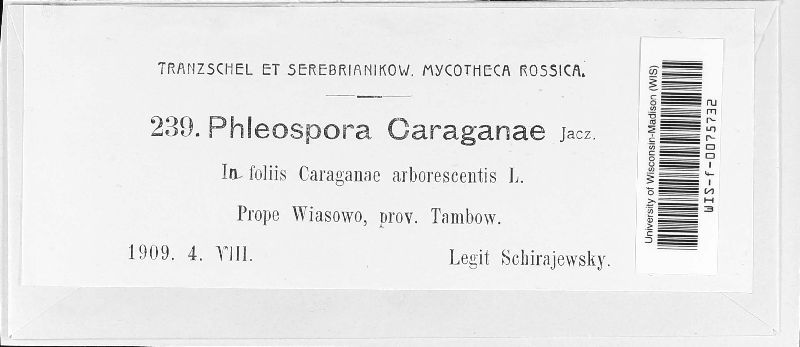 TRANZSCHEL ET SEREBRIANIKOW. MYCOTHECA ROSSICA.
239. Phleospora Caraganae Jacz.
In foliis Caraganae arborescentis L.
Prope Wiasowo, prov. Tambow.
1909. 4. VIII. Legit Schirajewsky.
University of Wisconsin-Madison (WIS)
WIS-f-0075732